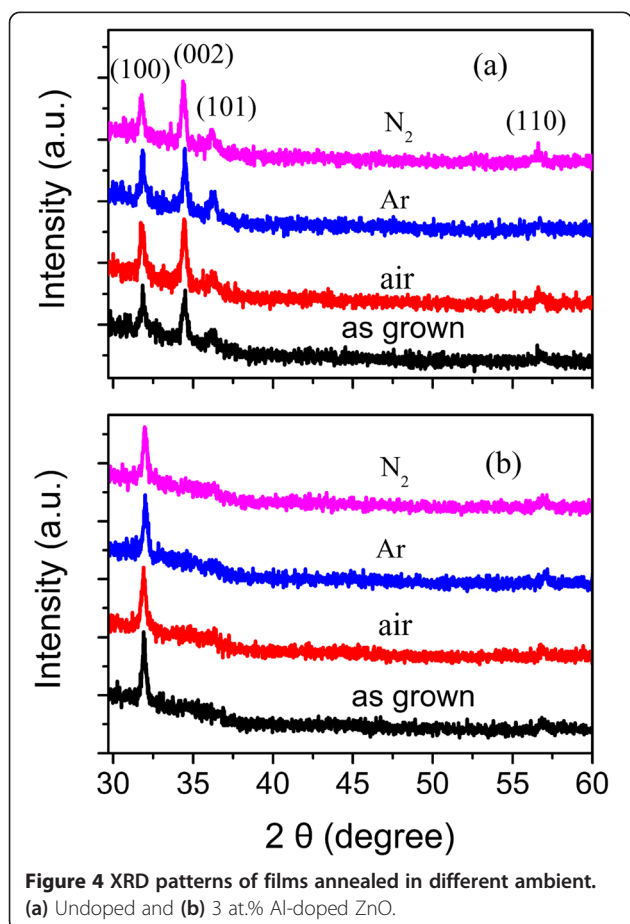 (100)
(002)
(101)
(a)
N₂
(110)
Ar
air
as grown
Intensity (a.u.)
N₂
(b)
Ar
air
as grown
Intensity (a.u.)
30 35 40 45 50 55 60
2 θ (degree)
Figure 4 XRD patterns of films annealed in different ambient.
(a) Undoped and (b) 3 at.% Al-doped ZnO.